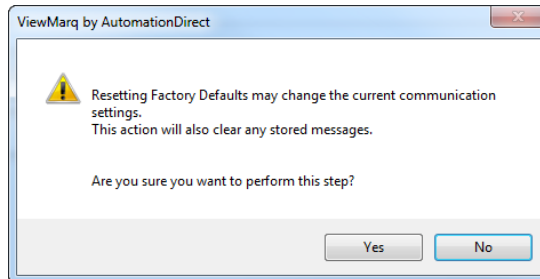 ViewMarq by AutomationDirect
Resetting Factory Defaults may change the current communication
settings.
This action will also clear any stored messages.
Are you sure you want to perform this step?
Yes
No